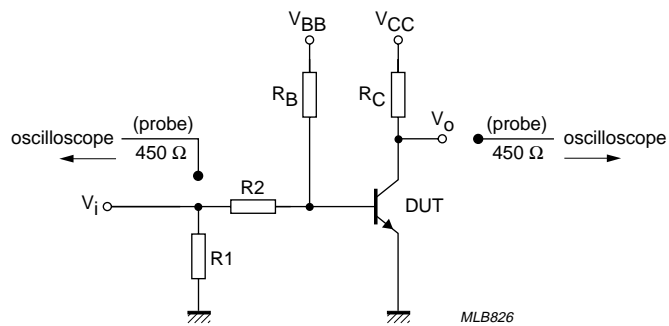 VBB
VCC
RB
RC
Vo
(probe)
450 Ω
oscilloscope
(probe)
450 Ω
oscilloscope
Vi
R2
DUT
R1
MLB826